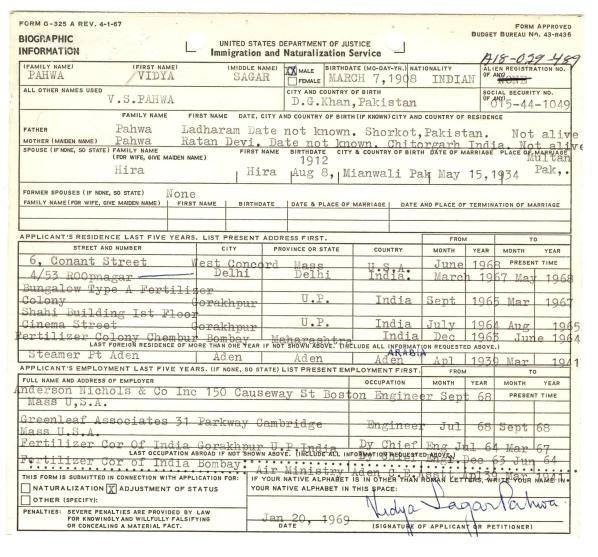 FORM G-325 A REV. 4-1-67
FORM APPROVED
BUDGET BUREAU No. 43-R436
BIOGRAPHIC
INFORMATION
UNITED STATES DEPARTMENT OF JUSTICE
Immigration and Naturalization Service
A18-029-489
(FAMILY NAME) (FIRST NAME) (MIDDLE NAME) MALE FEMALE BIRTHDATE (MO-DAY-YR.) NATIONALITY ALIEN REGISTRATION NO. (IF ANY)
PAHWA VIDYA SAGAR X MARCH 7,1908 INDIAN NONE
ALL OTHER NAMES USED CITY AND COUNTRY OF BIRTH SOCIAL SECURITY NO. (IF ANY)
V.S.PAHWA D.G.Khan,Pakistan 015-44-1049
FAMILY NAME FIRST NAME DATE, CITY AND COUNTRY OF BIRTH (IF KNOWN) CITY AND COUNTRY OF RESIDENCE
FATHER Pahwa Ladharam Date not known. Shorkot,Pakistan. Not alive
MOTHER (MAIDEN NAME) Pahwa Ratan Devi. Date not known. Chitorgarh India. Not alive
SPOUSE (IF NONE, SO STATE) FAMILY NAME (FOR WIFE, GIVE MAIDEN NAME) FIRST NAME BIRTHDATE CITY & COUNTRY OF BIRTH DATE OF MARRIAGE PLACE OF MARRIAGE
1912 Multan
Hira Hira Aug 8, Mianwali Pak May 15,1934 Pak,.
FORMER SPOUSES (IF NONE, SO STATE) None
FAMILY NAME (FOR WIFE, GIVE MAIDEN NAME) FIRST NAME BIRTHDATE DATE & PLACE OF MARRIAGE DATE AND PLACE OF TERMINATION OF MARRIAGE
APPLICANT'S RESIDENCE LAST FIVE YEARS. LIST PRESENT ADDRESS FIRST. FROM TO
STREET AND NUMBER CITY PROVINCE OR STATE COUNTRY MONTH YEAR MONTH YEAR
6, Conant Street West Concord Mass U.S.A. June 1968 PRESENT TIME
4/53 ROOpnagar Delhi Delhi India. March 1967 May 1968
Bungalow Type A Fertilizer
Colony Gorakhpur U.P. India Sept 1965 Mar 1967
Shahi Building 1st Floor
Cinema Street Gorakhpur U.P. India July 1964 Aug 1965
Fertilizer Colony Chembur Bombay Maharashtra India Dec 1963 June 1964
LAST FOREIGN RESIDENCE OF MORE THAN ONE YEAR IF NOT SHOWN ABOVE. (INCLUDE ALL INFORMATION REQUESTED ABOVE.)
ARABIA
Steamer Pt Aden Aden Aden Aden Apl 1939 Mar 1941
APPLICANT'S EMPLOYMENT LAST FIVE YEARS. (IF NONE, SO STATE) LIST PRESENT EMPLOYMENT FIRST. FROM TO
FULL NAME AND ADDRESS OF EMPLOYER OCCUPATION MONTH YEAR MONTH YEAR
Anderson Nichols & Co Inc 150 Causeway St Boston Engineer Sept 68 PRESENT TIME
Mass U,S.A.
Greenleaf Associates 31 Parkway Cambridge Engineer Jul 68 Sept 68
Mass U.S.A.
Fertilizer Cor Of India Gorakhpur U.P,India Dy Chief Eng Jul 64 Mar 67
LAST OCCUPATION ABROAD IF NOT SHOWN ABOVE. (INCLUDE ALL INFORMATION REQUESTED ABOVE.)
Fertilizer Cor Of India Bombay. Eng Dec 63 Jun 64
Air Ministry Aden Mar
THIS FORM IS SUBMITTED IN CONNECTION WITH APPLICATION FOR:
NATURALIZATION X ADJUSTMENT OF STATUS
OTHER (SPECIFY):
IF YOUR NATIVE ALPHABET IS IN OTHER THAN ROMAN LETTERS, WRITE YOUR NAME IN YOUR NATIVE ALPHABET IN THIS SPACE:
PENALTIES: SEVERE PENALTIES ARE PROVIDED BY LAW
FOR KNOWINGLY AND WILLFULLY FALSIFYING
OR CONCEALING A MATERIAL FACT.
Jan 20, 1969
DATE
Vidya Sagar Pahwa
(SIGNATURE OF APPLICANT OR PETITIONER)